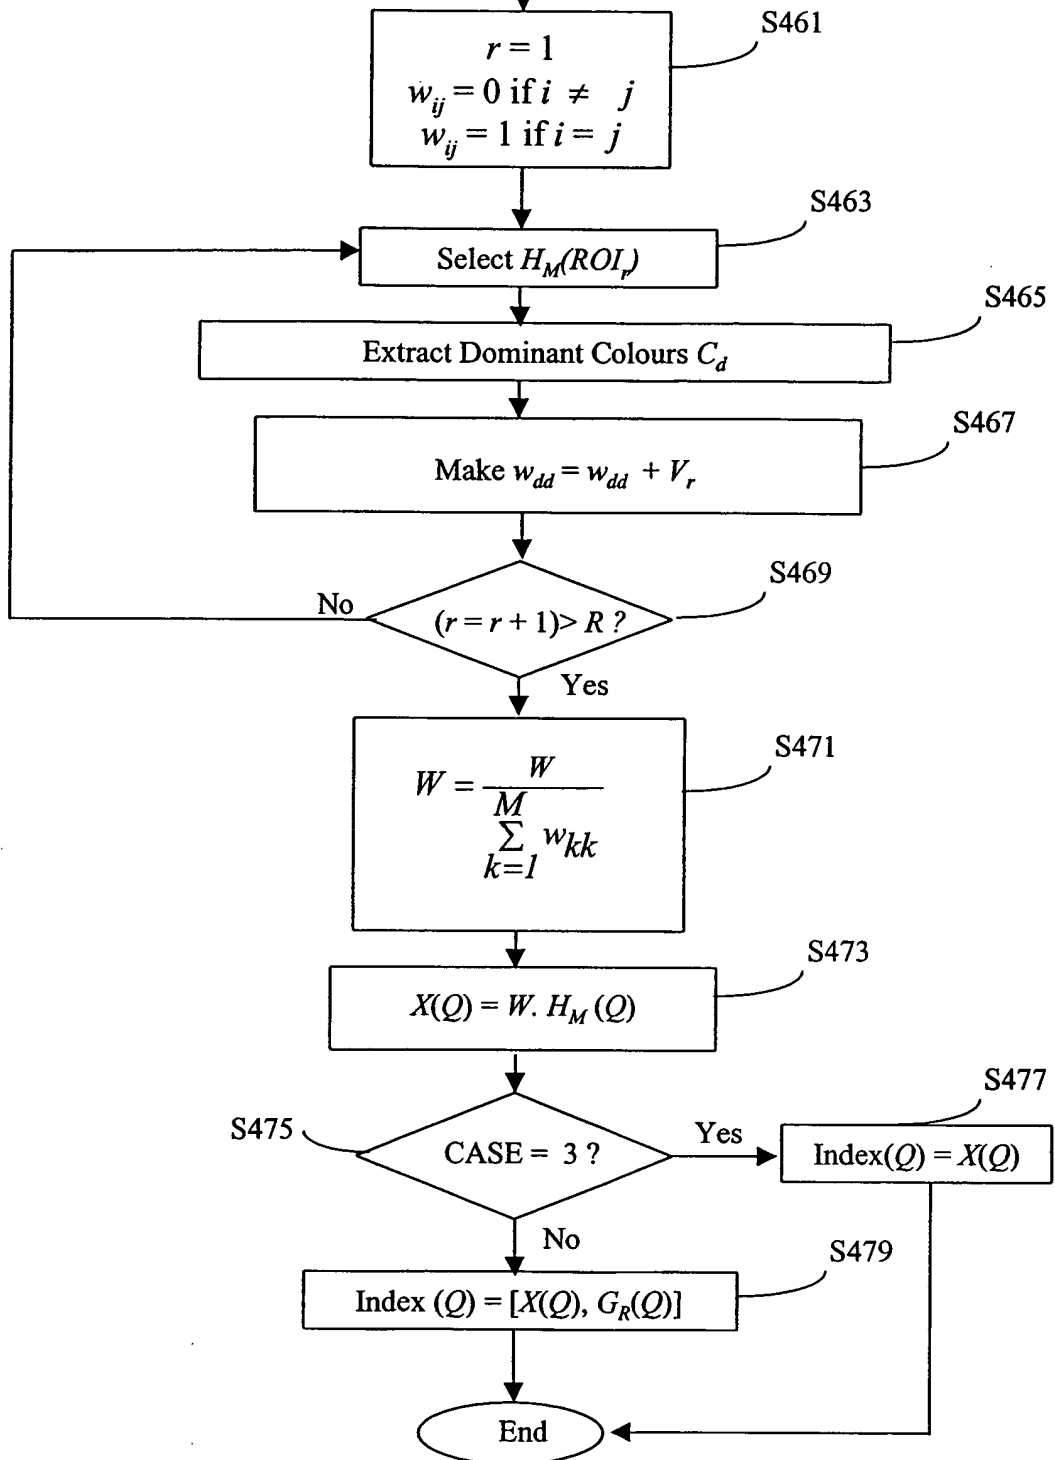 S461
r = 1
w_ij = 0 if i ≠ j
w_ij = 1 if i = j
S463
Select H_M(ROI_r)
S465
Extract Dominant Colours C_d
S467
Make w_dd = w_dd + V_r
S469
No
(r = r + 1)> R ?
Yes
S471
W = W / M ∑ k=1 w_kk
S473
X(Q) = W. H_M (Q)
S477
S475
CASE = 3 ?
Yes
Index(Q) = X(Q)
No
S479
Index (Q) = [X(Q), G_R(Q)]
End